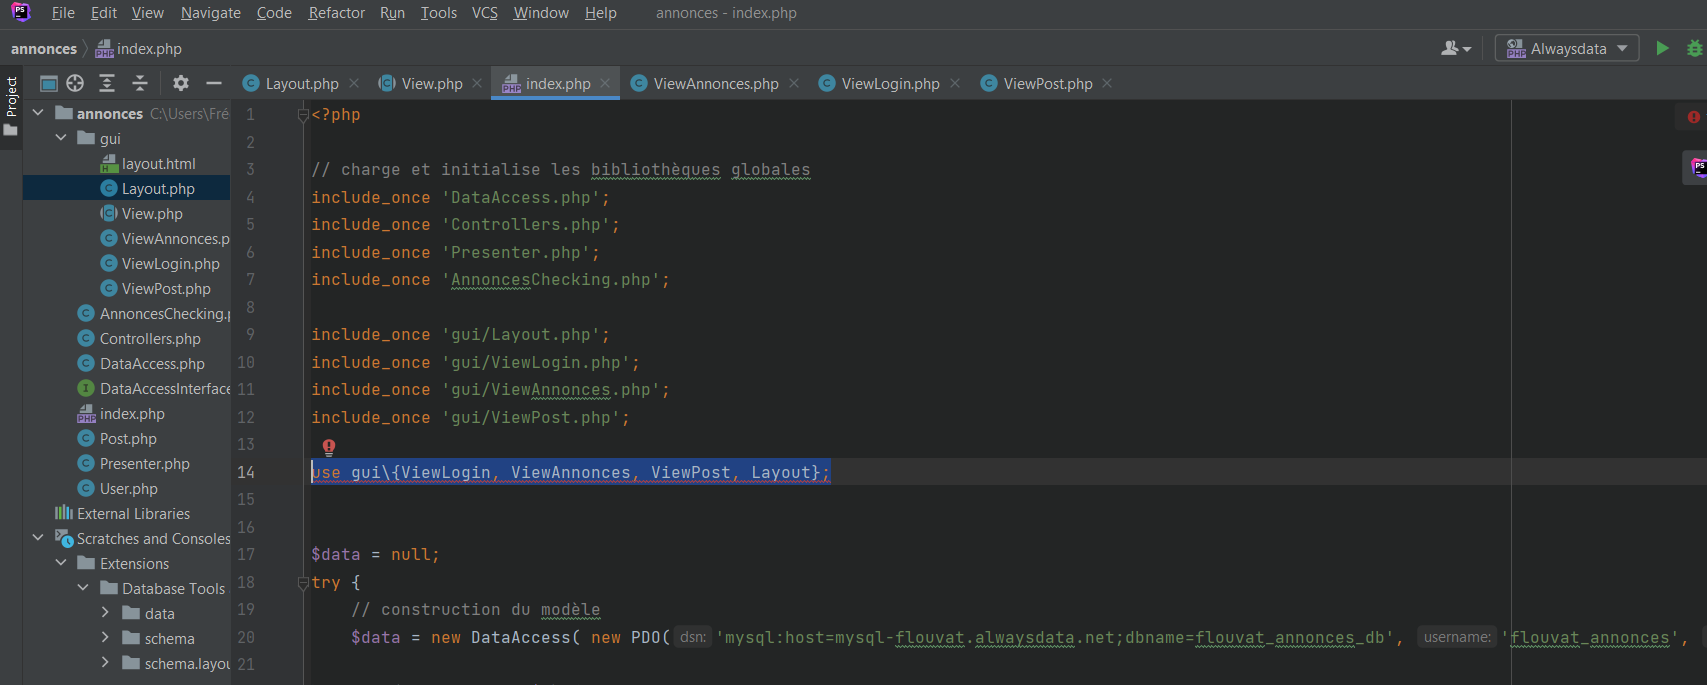 PS File Edit View Navigate Code Refactor Run Tools VCS Window Help annonces - index.php
annonces index.php Alwaysdata
Project
Layout.php View.php index.php ViewAnnonces.php ViewLogin.php ViewPost.php
annonces C:\Users\Fré
gui
layout.html
Layout.php
View.php
ViewAnnonces.p
ViewLogin.php
ViewPost.php
AnnoncesChecking.p
Controllers.php
DataAccess.php
DataAccessInterface
index.php
Post.php
Presenter.php
User.php
External Libraries
Scratches and Consoles
Extensions
Database Tools
data
schema
schema.layou
1 <?php
2
3 // charge et initialise les bibliothèques globales
4 include_once 'DataAccess.php';
5 include_once 'Controllers.php';
6 include_once 'Presenter.php';
7 include_once 'AnnoncesChecking.php';
8
9 include_once 'gui/Layout.php';
10 include_once 'gui/ViewLogin.php';
11 include_once 'gui/ViewAnnonces.php';
12 include_once 'gui/ViewPost.php';
13
14 use gui\{ViewLogin, ViewAnnonces, ViewPost, Layout};
15
16
17 $data = null;
18 try {
19 // construction du modèle
20 $data = new DataAccess( new PDO( dsn: 'mysql:host=mysql-flouvat.alwaysdata.net;dbname=flouvat_annonces_db', username: 'flouvat_annonces',
21